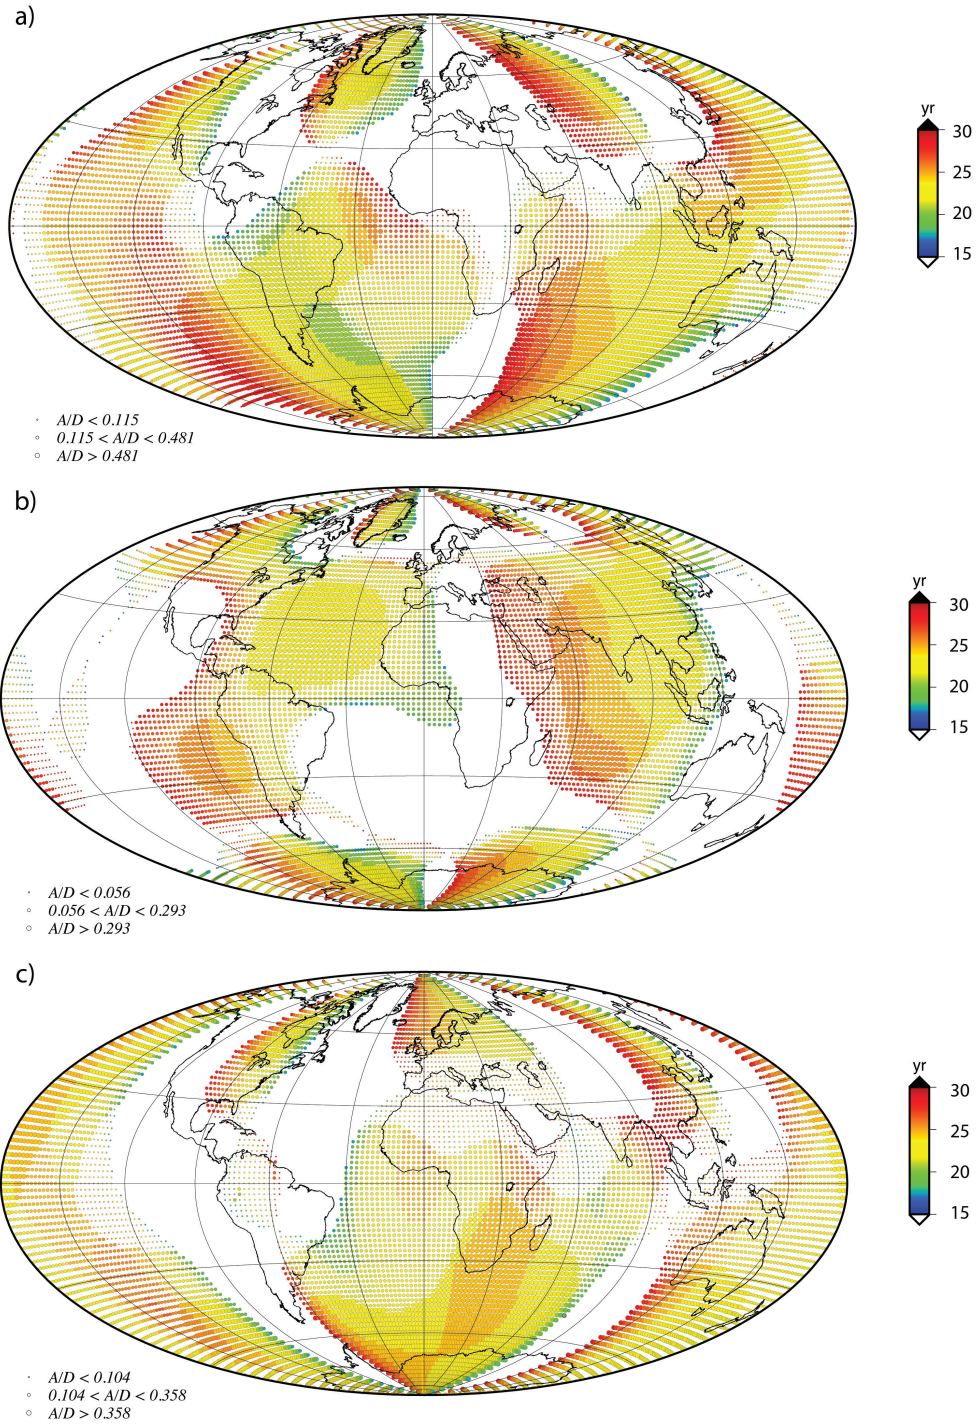 a)
yr
30
25
20
15
A/D < 0.115
0.115 < A/D < 0.481
A/D > 0.481
b)
yr
30
25
20
15
A/D < 0.056
0.056 < A/D < 0.293
A/D > 0.293
c)
yr
30
25
20
15
A/D < 0.104
0.104 < A/D < 0.358
A/D > 0.358